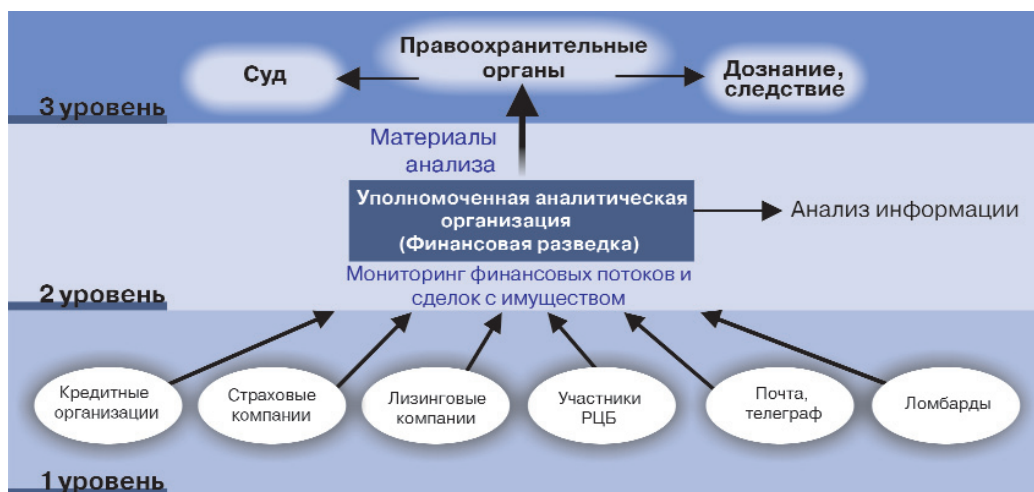 Суд
Правоохранительные
органы
Дознание,
следствие
3 уровень
Материалы
анализа
Уполномоченная аналитическая
организация
(Финансовая разведка)
Анализ информации
Мониторинг финансовых потоков и
сделок с имуществом
2 уровень
Кредитные
организации
Страховые
компании
Лизинговые
компании
Участники
РЦБ
Почта,
телеграф
Ломбарды
1 уровень